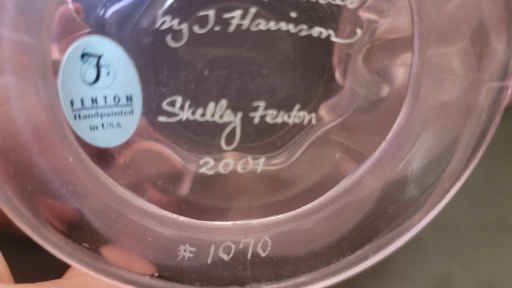 by J. Harrison
F
FENTON
Handpainted
in USA
Shelley Fenton
2001
# 1070